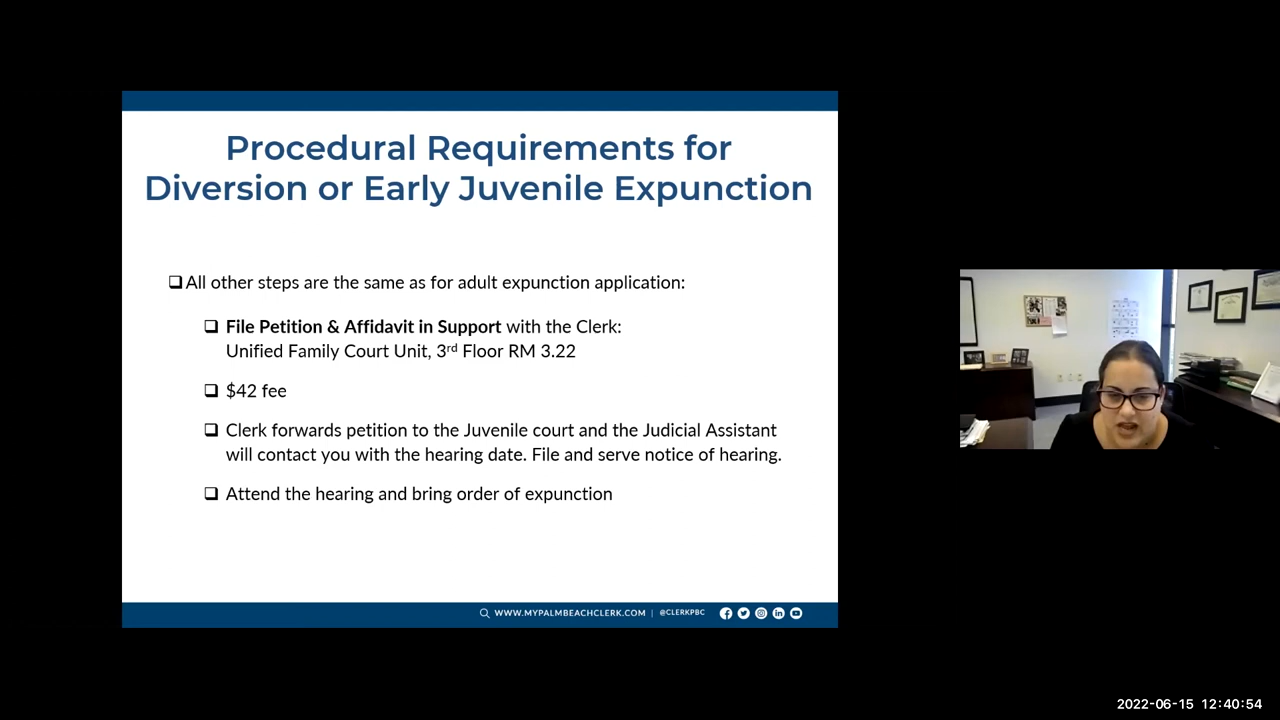 Procedural Requirements for
Diversion or Early Juvenile Expunction
❑ All other steps are the same as for adult expunction application:
❑ File Petition & Affidavit in Support with the Clerk:
Unified Family Court Unit, 3rd Floor RM 3.22
❑ $42 fee
❑ Clerk forwards petition to the Juvenile court and the Judicial Assistant
will contact you with the hearing date. File and serve notice of hearing.
❑ Attend the hearing and bring order of expunction
WWW.MYPALMBEACHCLERK.COM | @CLERKPBC
2022-06-15 12:40:54